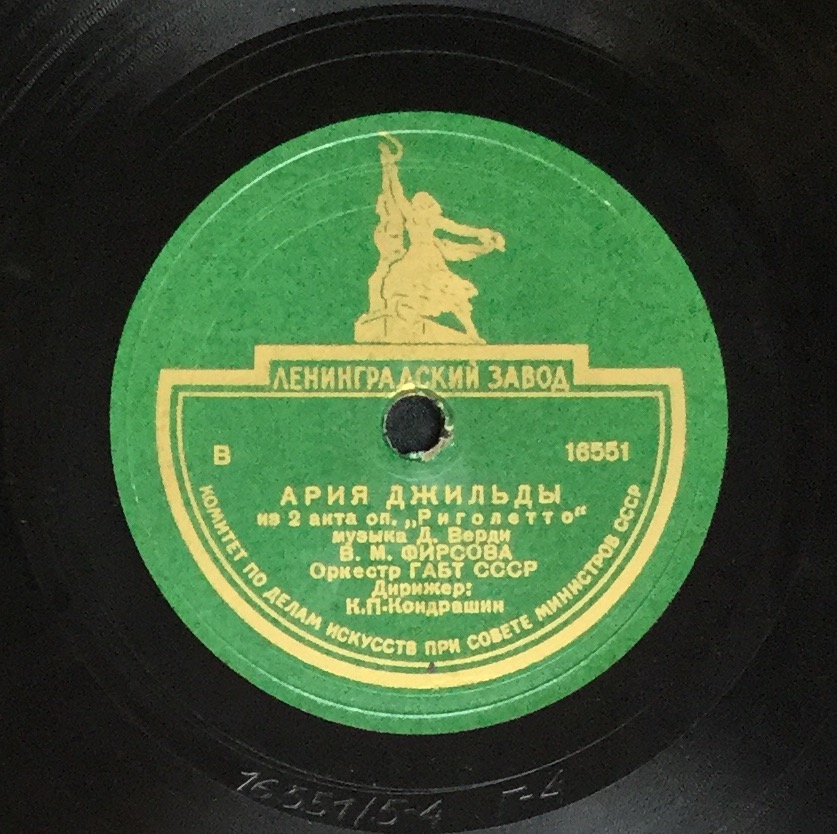 ЛЕНИНГРАДСКИЙ ЗАВОД
В 16551
АРИЯ ДЖИЛЬДЫ
из 2 акта оп. „Риголетто“
музыка Д. Верди
В. М. ФИРСОВА
Оркестр ГАБТ СССР
Дирижер:
К.П-Кондрашин
КОМИТЕТ ПО ДЕЛАМ ИСКУССТВ ПРИ СОВЕТЕ МИНИСТРОВ СССР
16551/5-4